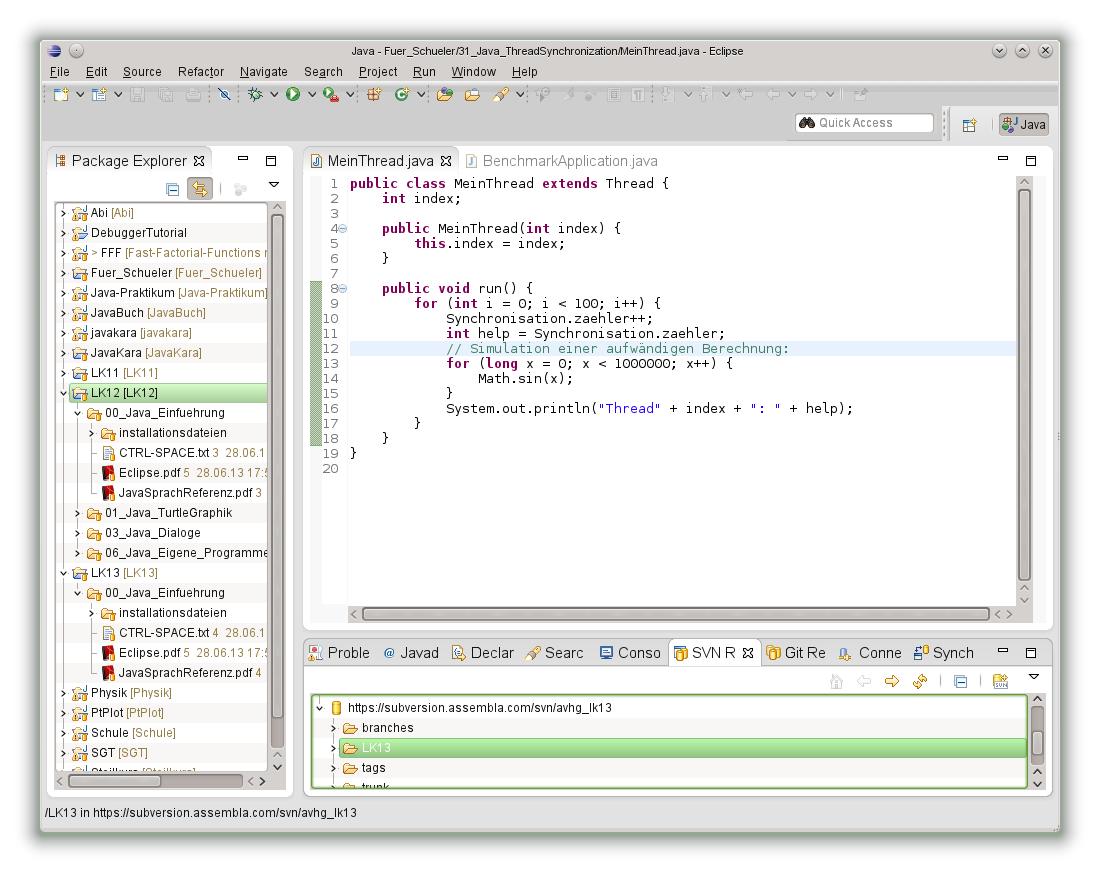 Java - Fuer_Schueler/31_Java_ThreadSynchronization/MeinThread.java - Eclipse
File Edit Source Refactor Navigate Search Project Run Window Help
Quick Access
Java
Package Explorer
Abi [Abi]
DebuggerTutorial
> FFF [Fast-Factorial-Functions
Fuer_Schueler [Fuer_Schueler]
Java-Praktikum [Java-Praktikum]
JavaBuch [JavaBuch]
javakara [javakara]
JavaKara [JavaKara]
LK11 [LK11]
LK12 [LK12]
00_Java_Einfuehrung
installationsdateien
CTRL-SPACE.txt 3 28.06.1
Eclipse.pdf 5 28.06.13 17:5
JavaSprachReferenz.pdf 3
01_Java_TurtleGraphik
03_Java_Dialoge
06_Java_Eigene_Programme
LK13 [LK13]
00_Java_Einfuehrung
installationsdateien
CTRL-SPACE.txt 4 28.06.1
Eclipse.pdf 5 28.06.13 17:5
JavaSprachReferenz.pdf 4
Physik [Physik]
PtPlot [PtPlot]
Schule [Schule]
SGT [SGT]
MeinThread.java BenchmarkApplication.java
1 public class MeinThread extends Thread {
2 int index;
3
4 public MeinThread(int index) {
5 this.index = index;
6 }
7
8 public void run() {
9 for (int i = 0; i < 100; i++) {
10 Synchronisation.zaehler++;
11 int help = Synchronisation.zaehler;
12 // Simulation einer aufwändigen Berechnung:
13 for (long x = 0; x < 1000000; x++) {
14 Math.sin(x);
15 }
16 System.out.println("Thread" + index + ": " + help);
17 }
18 }
19 }
20
Proble @ Javad Declar Searc Conso SVN R Git Re Conne Synch
https://subversion.assembla.com/svn/avhg_lk13
branches
LK13
tags
trunk
/LK13 in https://subversion.assembla.com/svn/avhg_lk13